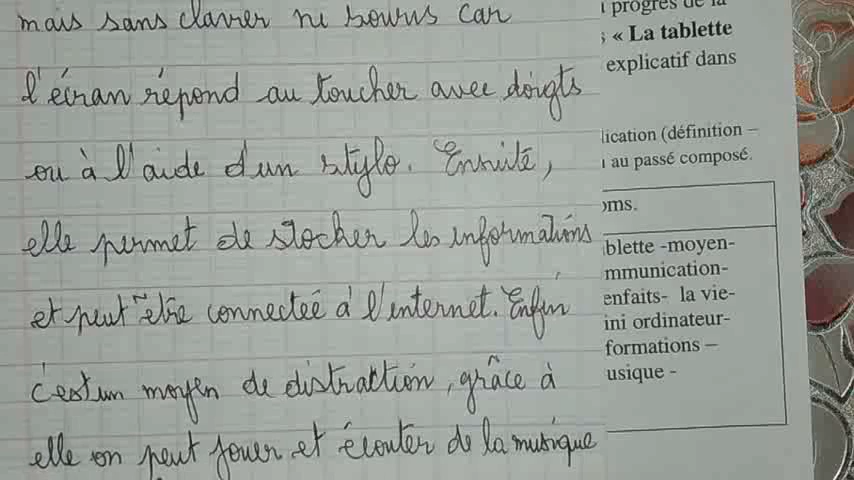 mais sans clavier ni souris car
l'écran répond au toucher avec doigts
ou à l'aide d'un stylo. Ensuite,
elle permet de stocker les informations
et peut être connecteé à l'internet. Enfin
c'est un moyen de distraction, grâce à
elle on peut jouer et écouter de la musique
progrès de la
; « La tablette
explicatif dans
lication (définition –
au passé composé.
oms.
blette -moyen-
mmunication-
enfaits- la vie-
ini ordinateur-
formations –
usique -